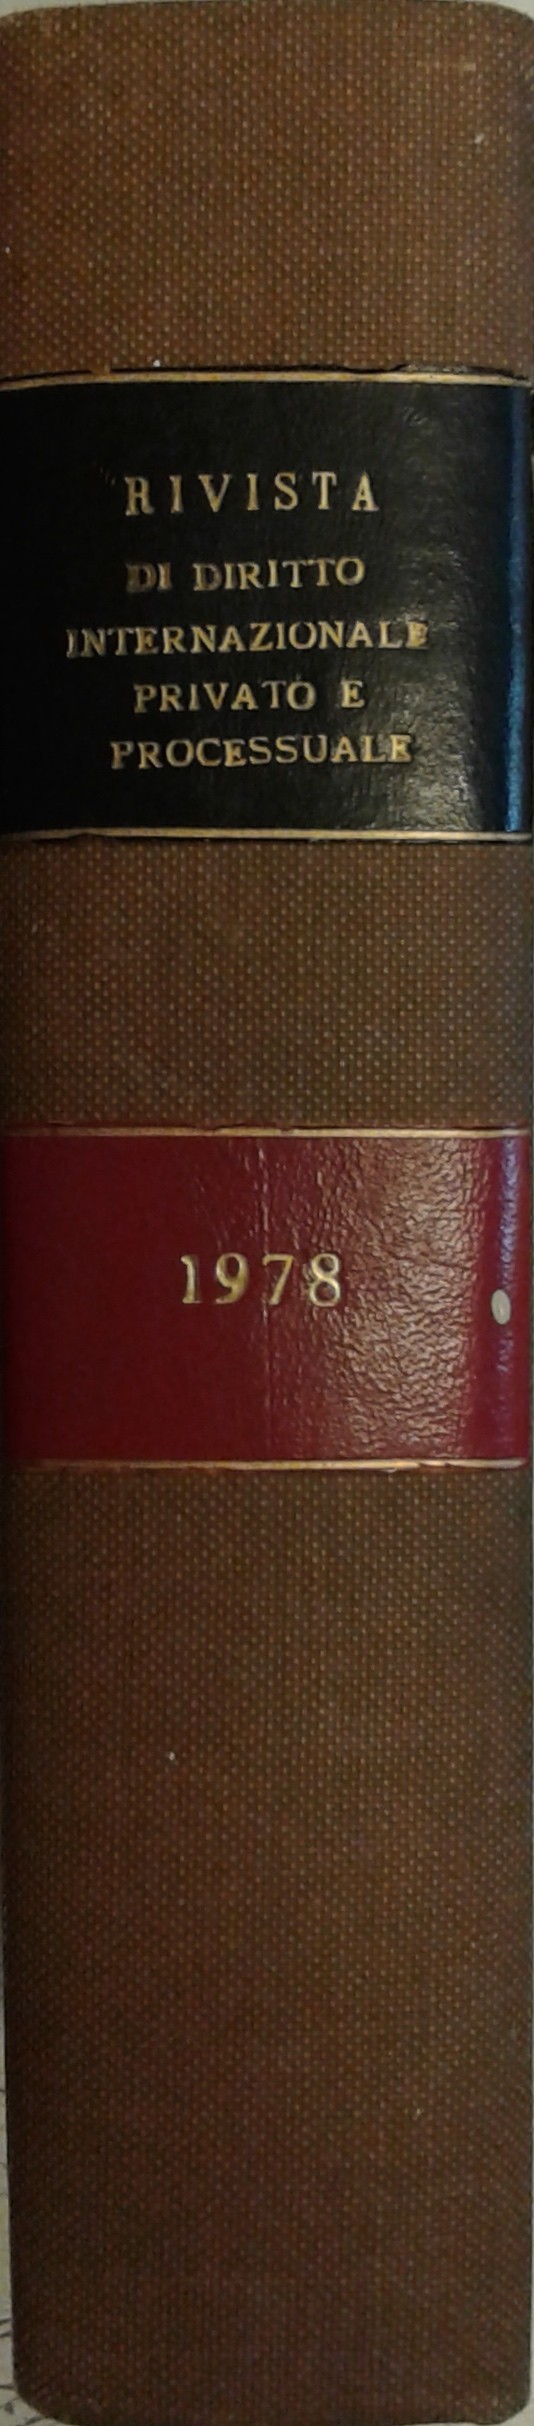 RIVISTA
DI DIRITTO
INTERNAZIONALE
PRIVATO E
PROCESSUALE
1978